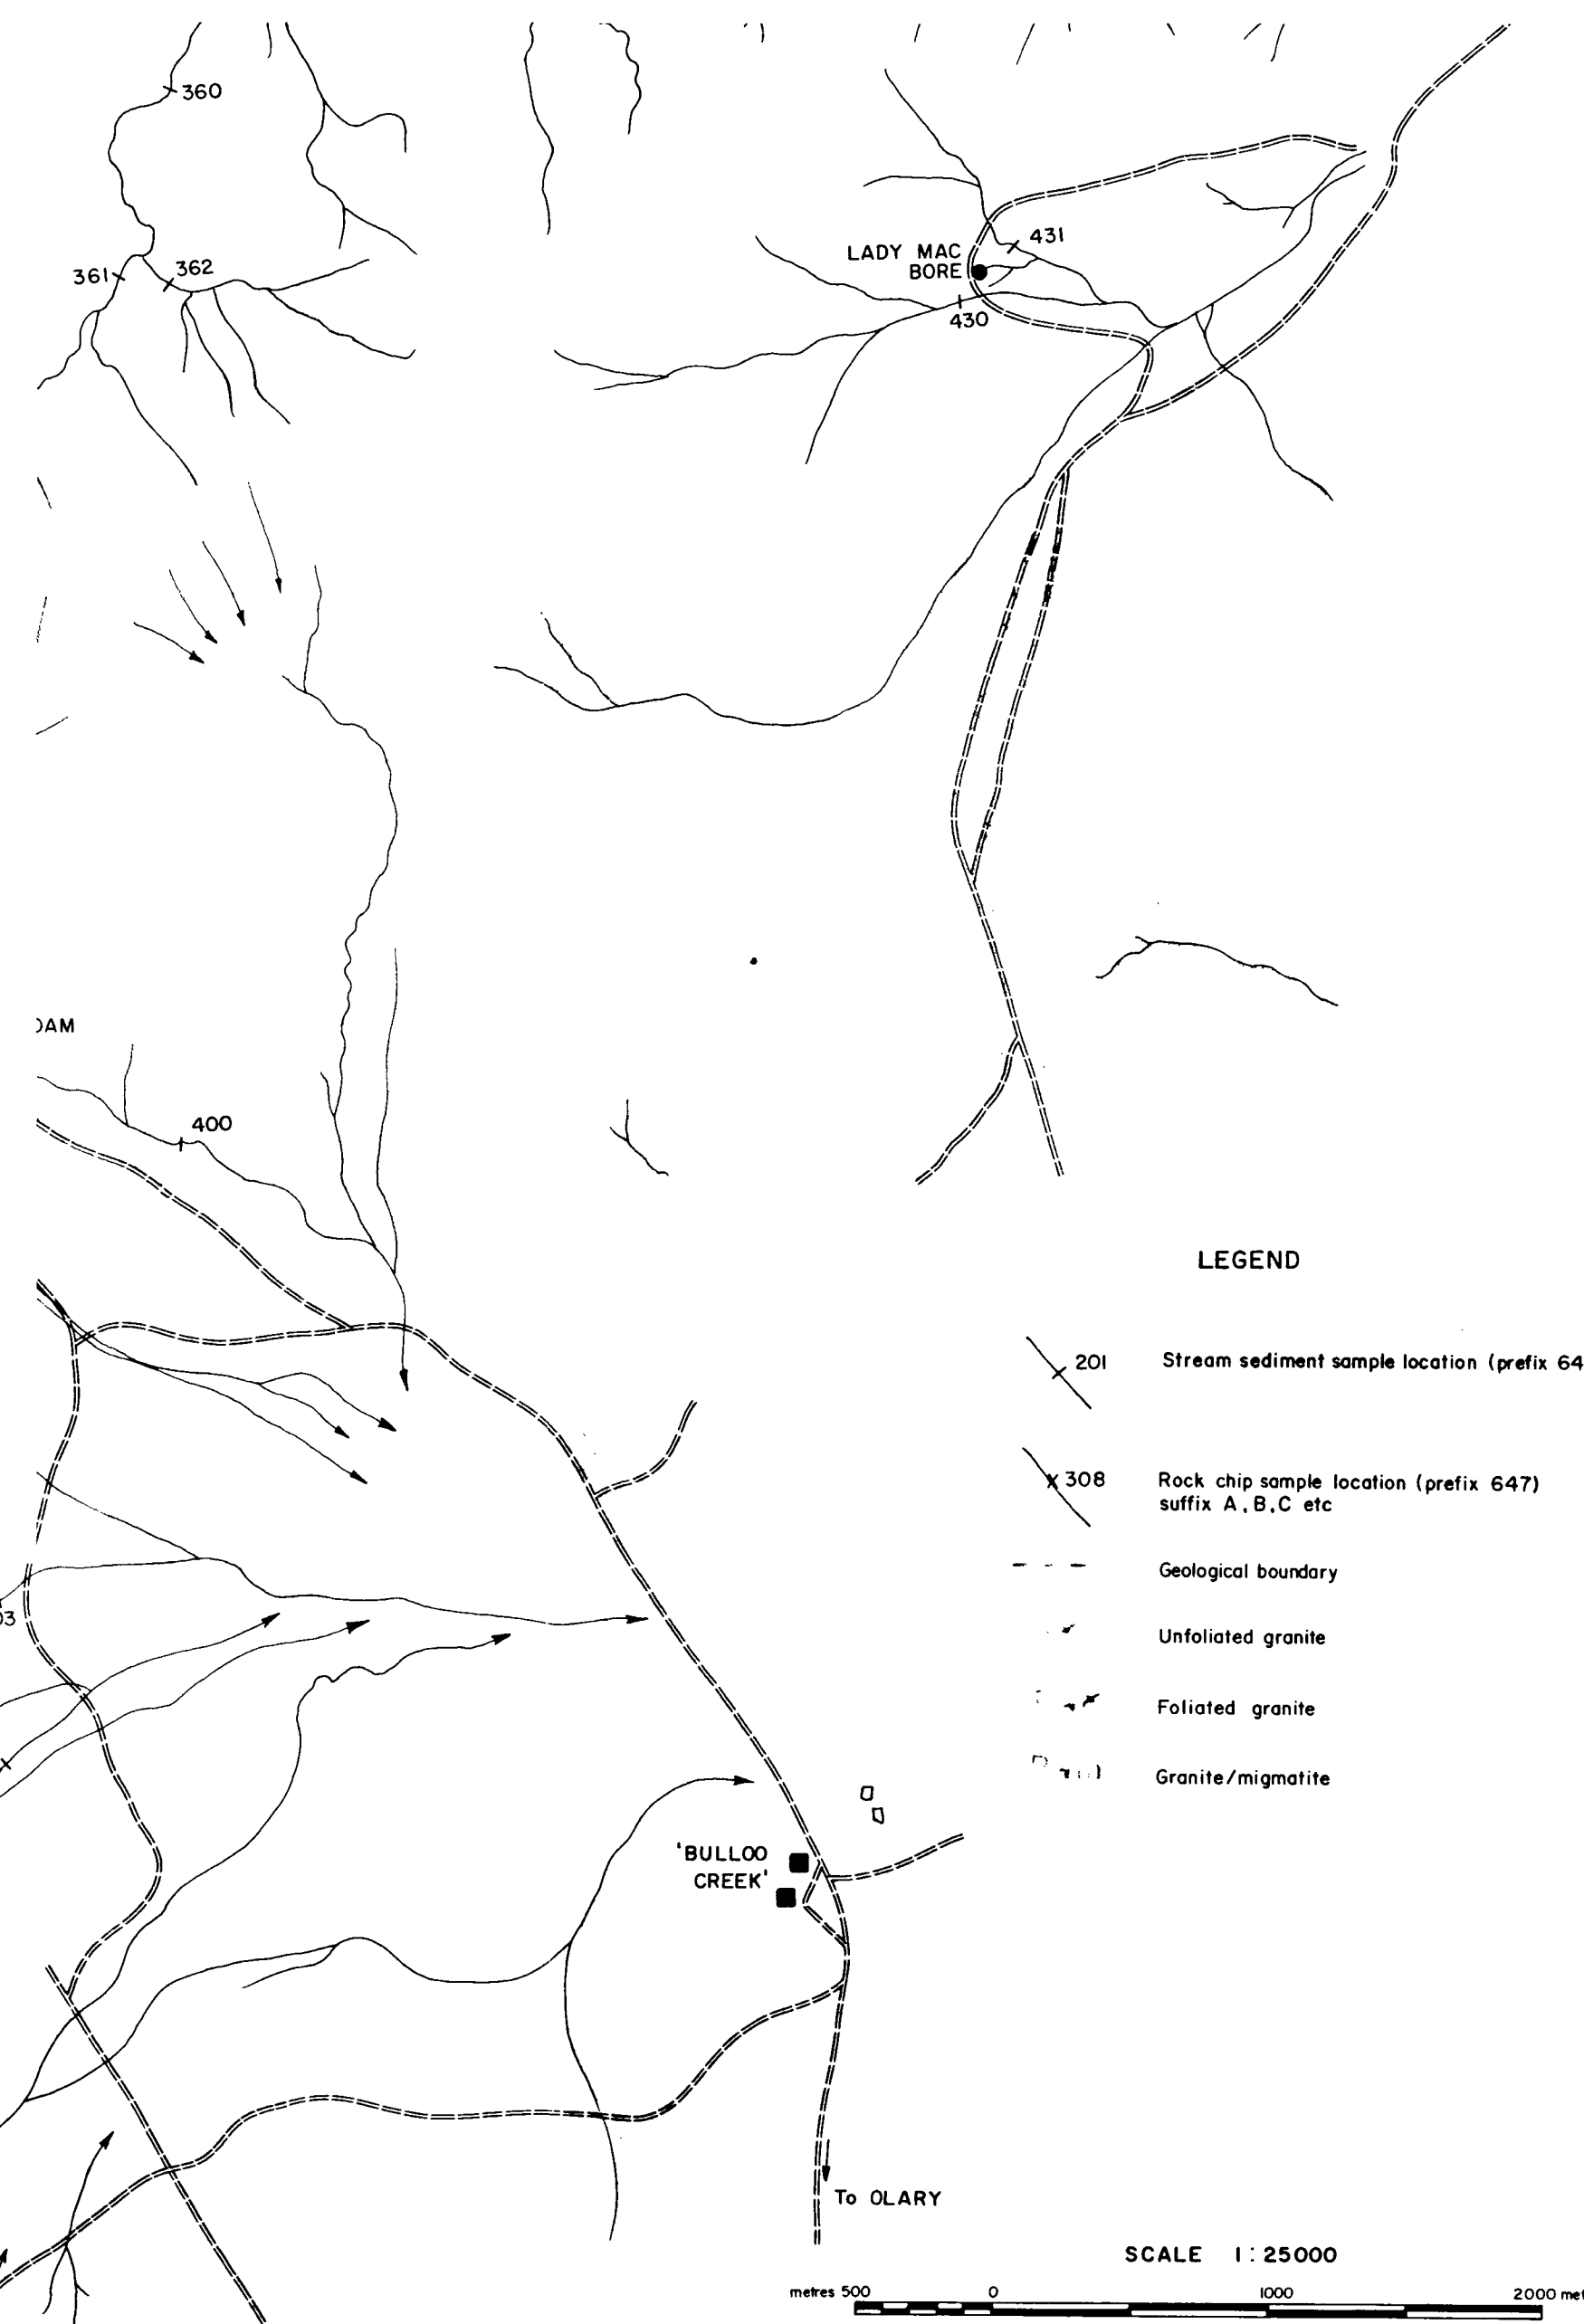 360
361
362
LADY MAC
BORE
431
430
400
LEGEND
201 Stream sediment sample location (prefix 64
308 Rock chip sample location (prefix 647)
suffix A, B, C etc
Geological boundary
Unfoliated granite
Foliated granite
Granite/migmatite
'BULLOO
CREEK'
To OLARY
SCALE 1:25000
metres 500 0 1000 2000